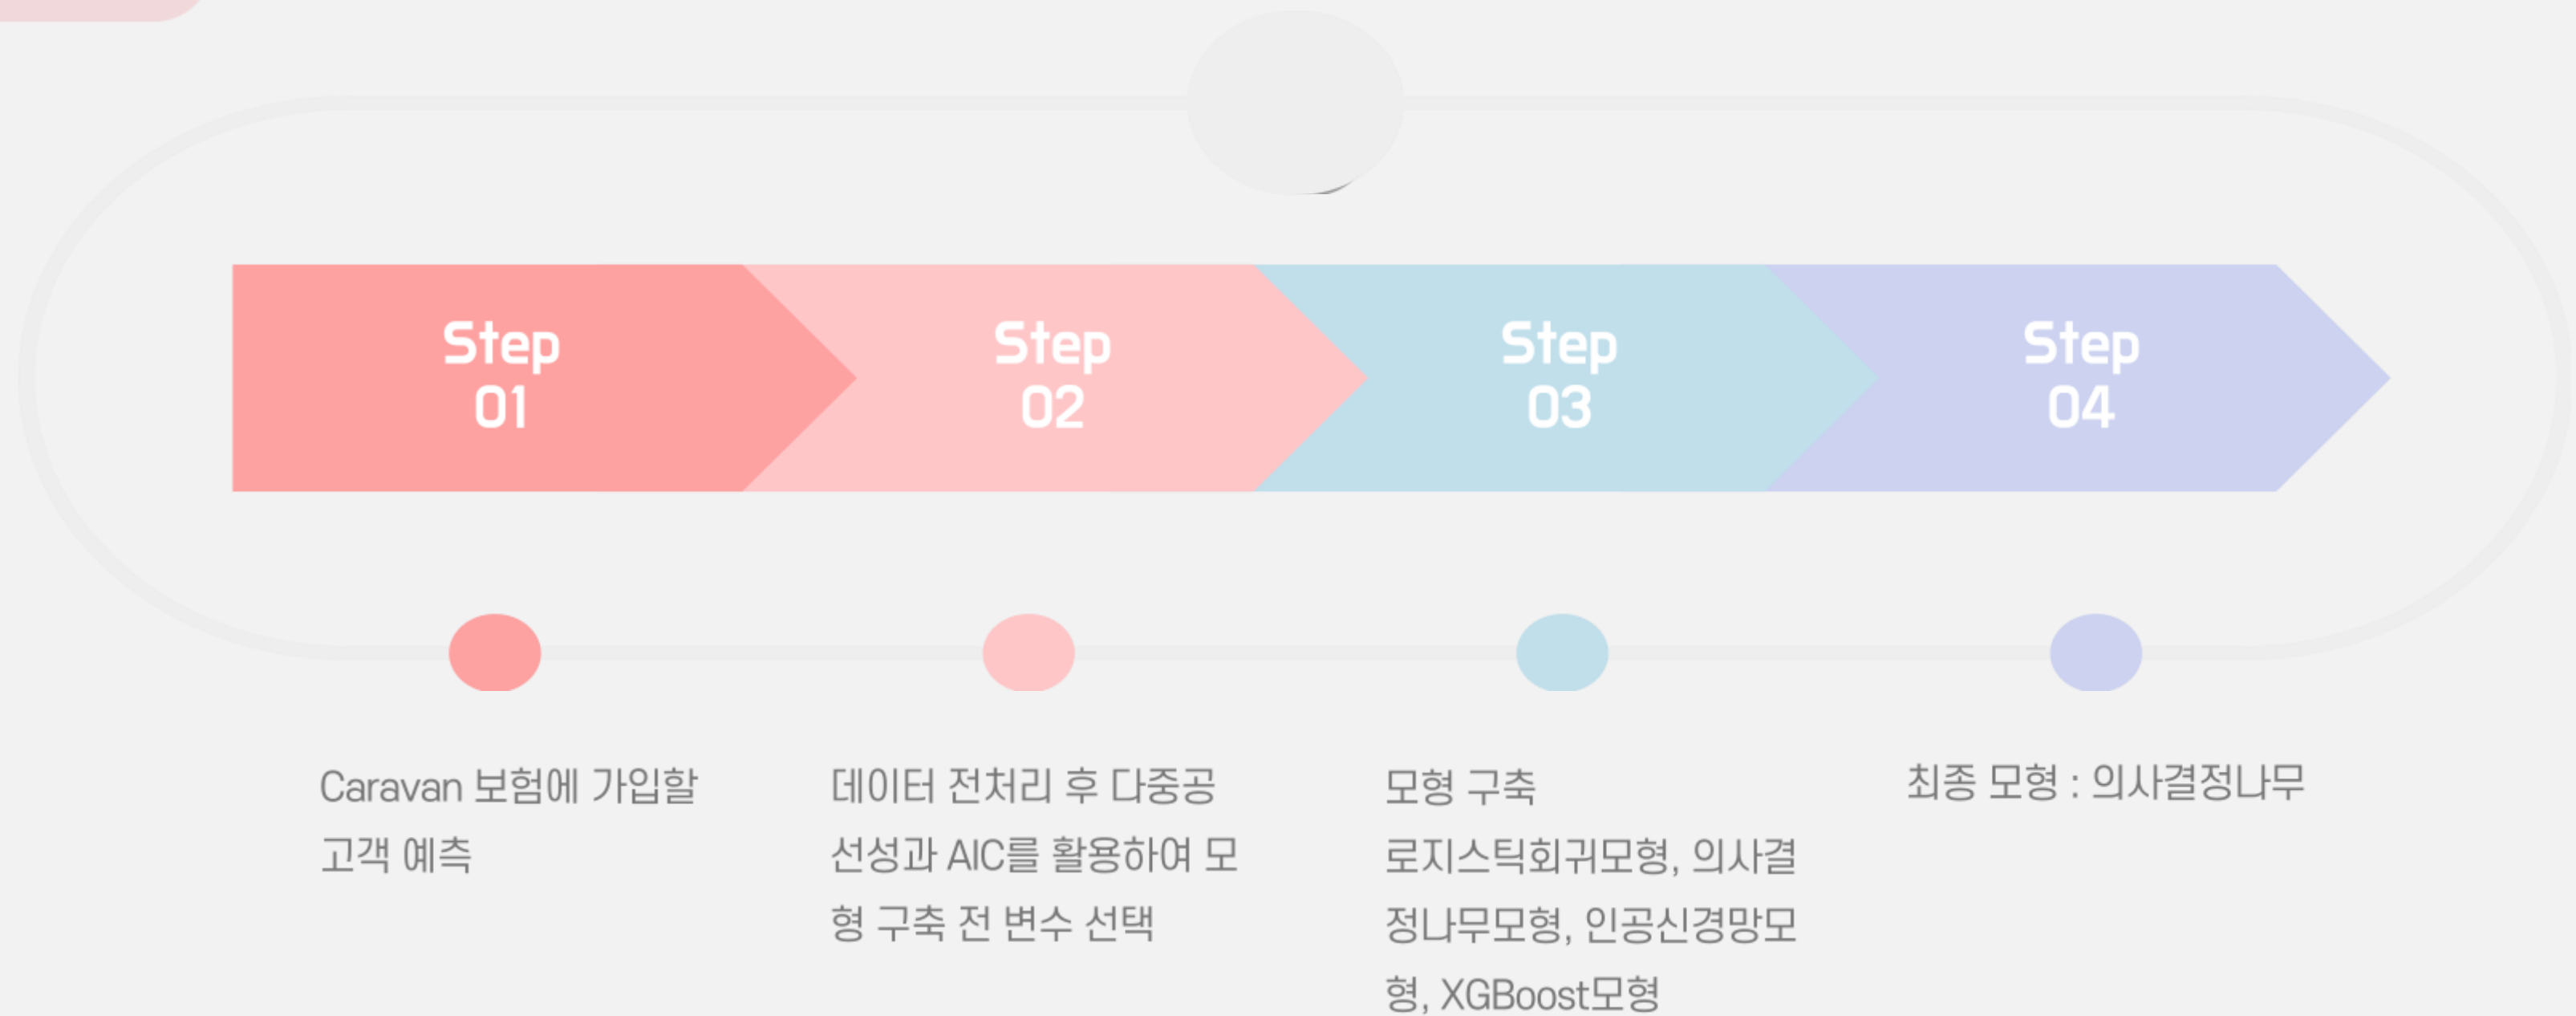 Step
01
Step
02
Step
03
Step
04
Caravan 보험에 가입할
고객 예측
데이터 전처리 후 다중공
선성과 AIC를 활용하여 모
형 구축 전 변수 선택
모형 구축
로지스틱회귀모형, 의사결
정나무모형, 인공신경망모
형, XGBoost모형
최종 모형 : 의사결정나무